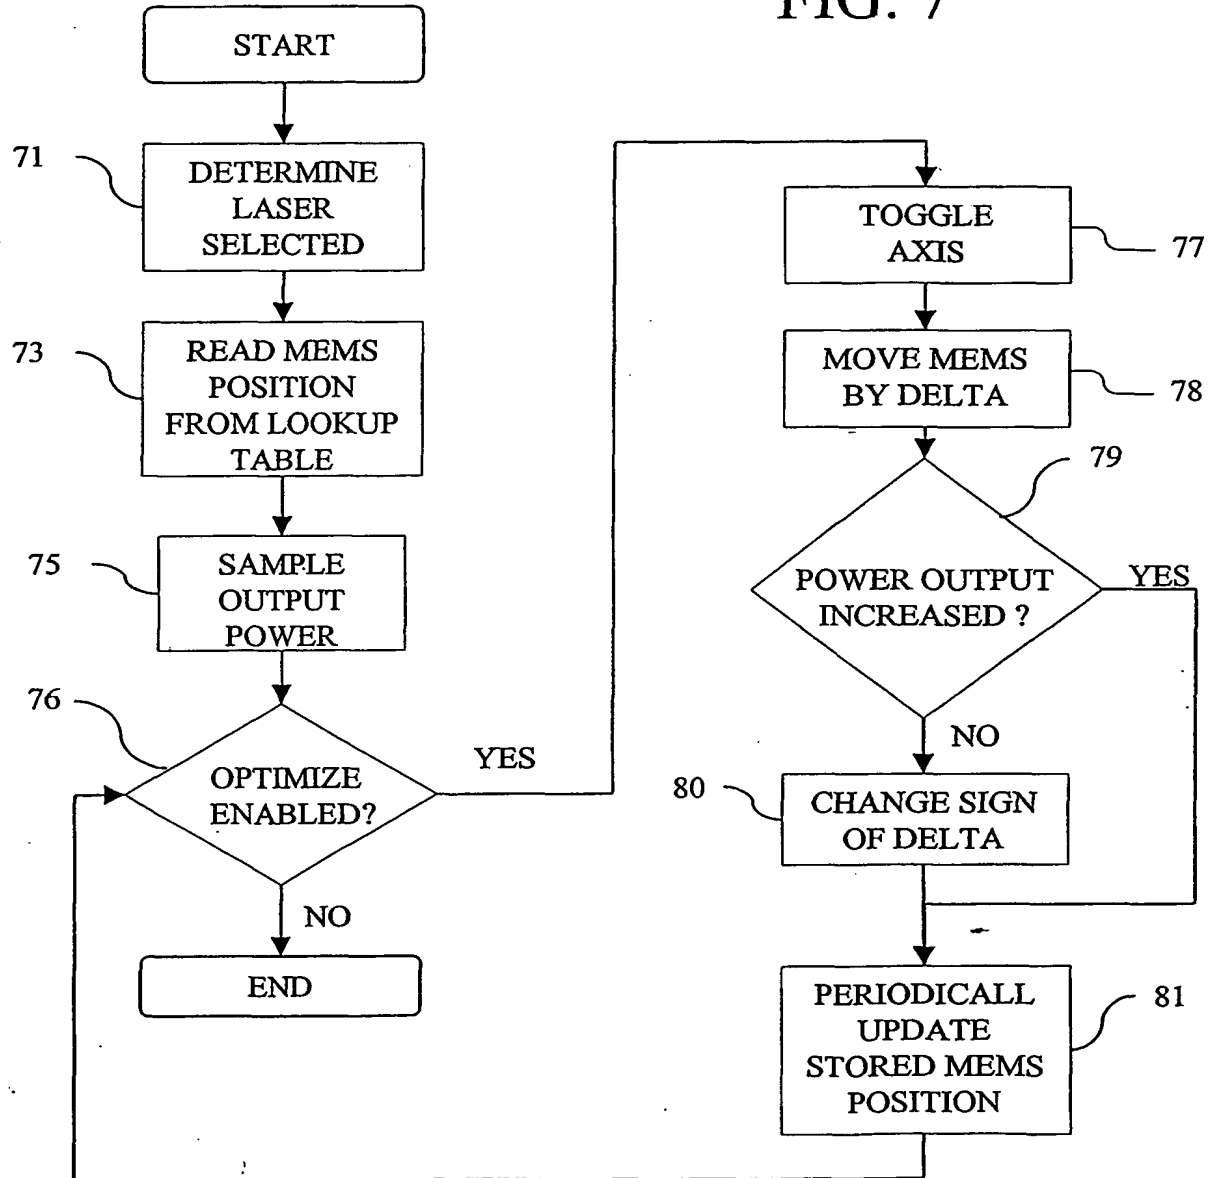 FIG. 7
START
71
DETERMINE
LASER
SELECTED
73
READ MEMS
POSITION
FROM LOOKUP
TABLE
75
SAMPLE
OUTPUT
POWER
76
OPTIMIZE
ENABLED?
YES
NO
END
TOGGLE
AXIS
77
MOVE MEMS
BY DELTA
78
79
POWER OUTPUT
INCREASED ?
YES
NO
80
CHANGE SIGN
OF DELTA
PERIODICALL
UPDATE
STORED MEMS
POSITION
81